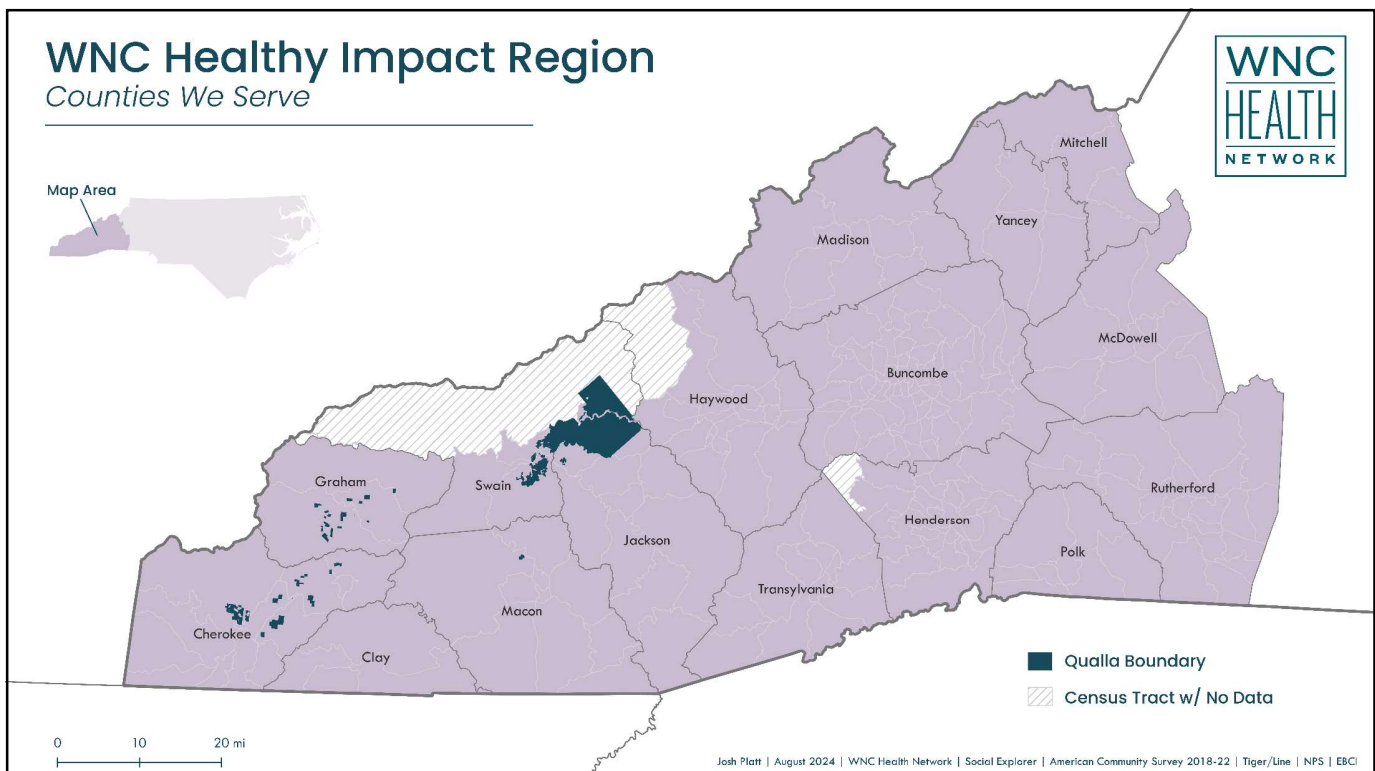 WNC Healthy Impact Region
Counties We Serve
WNC
HEALTH
NETWORK
Map Area
Mitchell
Yancey
Madison
McDowell
Buncombe
Haywood
Graham
Swain
Rutherford
Henderson
Jackson
Polk
Transylvania
Macon
Cherokee
Clay
Qualla Boundary
Census Tract w/ No Data
0 10 20 mi
Josh Platt | August 2024 | WNC Health Network | Social Explorer | American Community Survey 2018-22 | Tiger/Line | NPS | EBCI